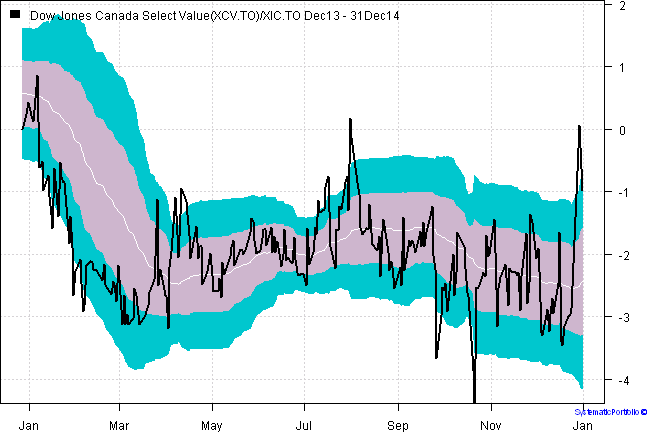 Dow Jones Canada Select Value(XCV.TO)/XIC.TO Dec13 - 31Dec14
2
1
0
-1
-2
-3
-4
Jan Mar May Jul Sep Nov Jan
SystematicPortfolio ©